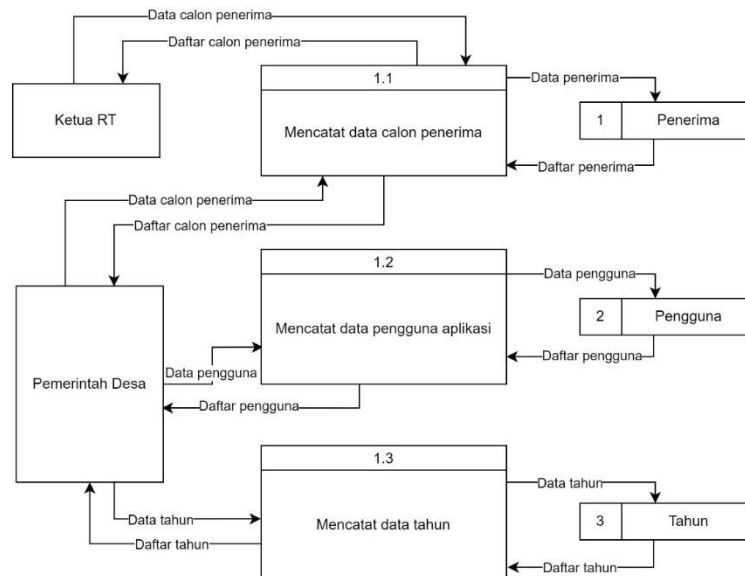 Data calon penerima
Daftar calon penerima
Ketua RT
1.1
Mencatat data calon penerima
Data penerima
1
Penerima
Daftar penerima
Data calon penerima
Daftar calon penerima
1.2
Mencatat data pengguna aplikasi
Data pengguna
2
Pengguna
Daftar pengguna
Pemerintah Desa
Data pengguna
Daftar pengguna
1.3
Mencatat data tahun
Data tahun
3
Tahun
Daftar tahun
Data tahun
Daftar tahun